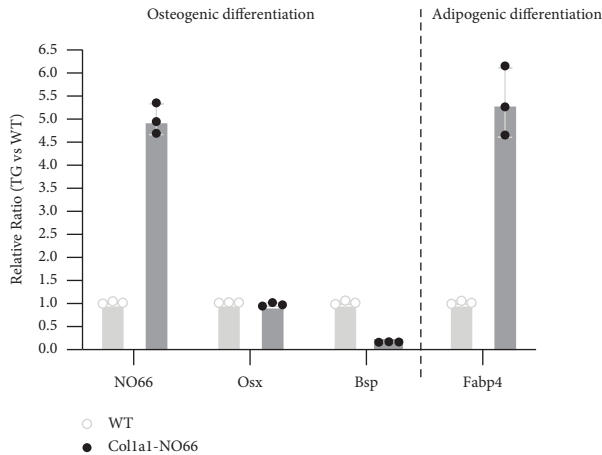 Osteogenic differentiation
Adipogenic differentiation
Relative Ratio (TG vs WT)
6.5
6.0
5.5
5.0
4.5
4.0
3.5
3.0
2.5
2.0
1.5
1.0
0.5
0.0
NO66
Osx
Bsp
Fabp4
WT
Col1a1-NO66